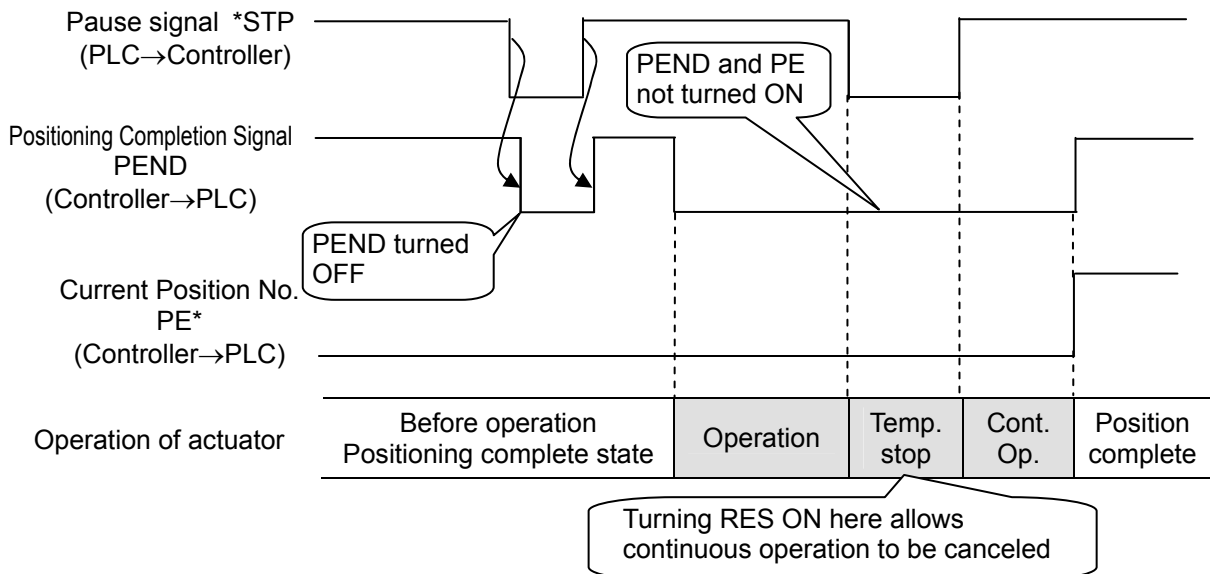 Pause signal *STP
(PLC→Controller)
PEND and PE
not turned ON
Positioning Completion Signal
PEND
(Controller→PLC)
PEND turned
OFF
Current Position No.
PE*
(Controller→PLC)
Operation of actuator
Before operation
Positioning complete state
Operation
Temp.
stop
Cont.
Op.
Position
complete
Turning RES ON here allows
continuous operation to be canceled